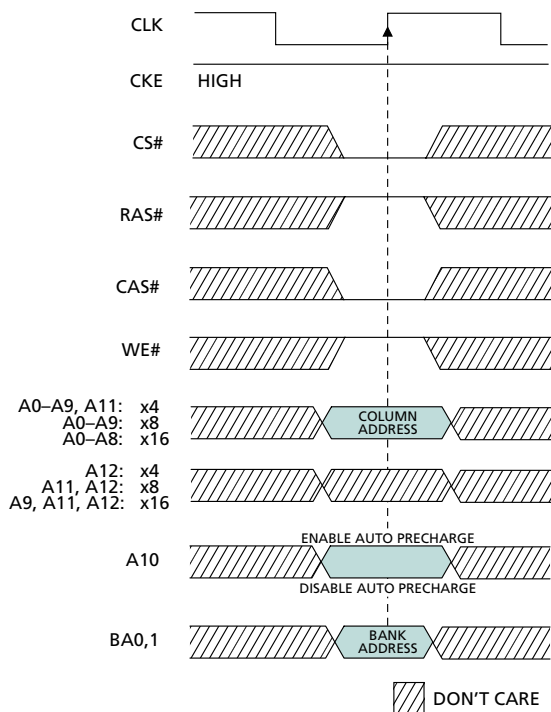 CLK
CKE HIGH
CS#
RAS#
CAS#
WE#
A0–A9, A11: x4
A0–A9: x8
A0–A8: x16
COLUMN
ADDRESS
A12: x4
A11, A12: x8
A9, A11, A12: x16
ENABLE AUTO PRECHARGE
A10
DISABLE AUTO PRECHARGE
BA0,1
BANK
ADDRESS
DON'T CARE